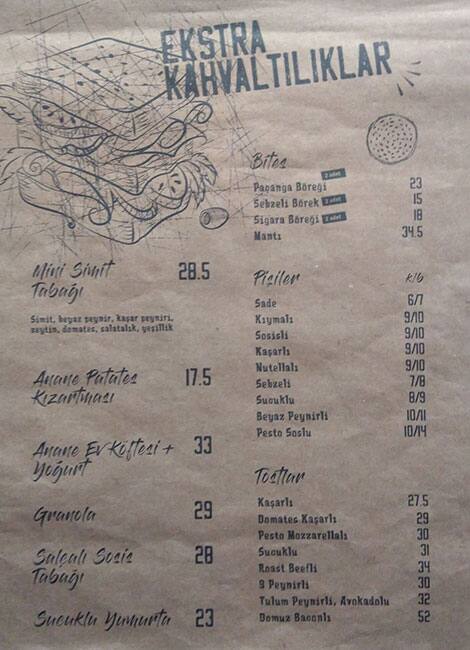 EKSTRA
KAHVALTILIKLAR
Mini Simit 28.5
Tabağı
Simit, beyaz peynir, kaşar peyniri,
zeytin, domates, salatalık, yeşillik
Anane Patates 17.5
Kızartması
Anane Ev Köftesi + 33
Yoğurt
Granola 29
Salçalı Sosis 28
Tabağı
Sucuklu Yumurta 23
Bites
Paçanga Böreği 2 adet 23
Sebzeli Börek 2 adet 15
Sigara Böreği 2 adet 18
Mantı 34.5
Pişiler k/b
Sade 6/7
Kıymalı 9/10
Sosisli 9/10
Kaşarlı 9/10
Nutellalı 9/10
Sebzeli 7/8
Sucuklu 8/9
Beyaz Peynirli 10/11
Pesto Soslu 10/14
Tostlar
Kaşarlı 27.5
Domates Kaşarlı 29
Pesto Mozzarellalı 30
Sucuklu 31
Roast Beefli 34
3 Peynirli 30
Tulum Peynirli, Avokadolu 32
Domuz Baconlı 52